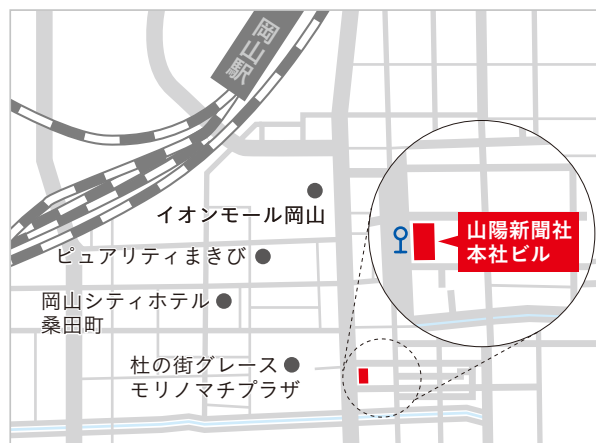 岡山駅
イオンモール岡山
ピュアリティまきび
岡山シティホテル
桑田町
杜の街グレース
モリノマチプラザ
山陽新聞社
本社ビル